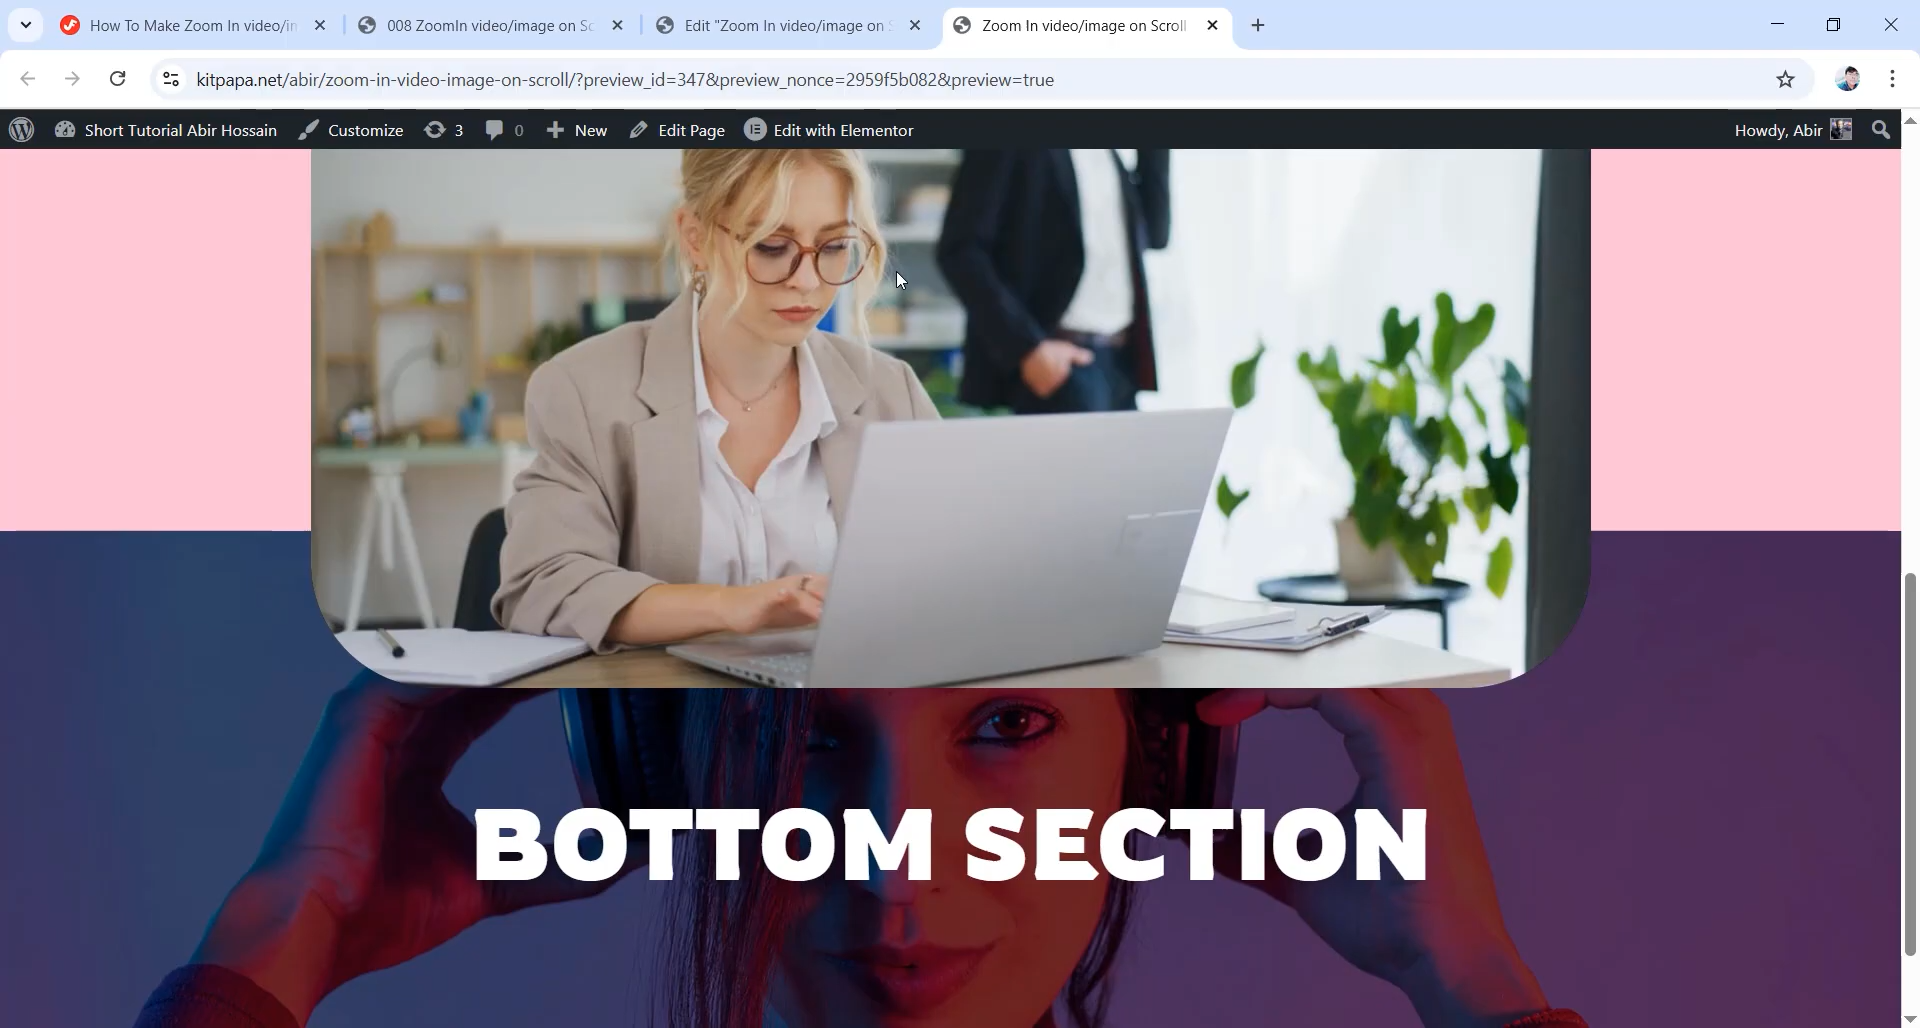 How To Make Zoom In video/in
008 ZoomIn video/image on Sc
Edit "Zoom In video/image on S
Zoom In video/image on Scroll
kitpapa.net/abir/zoom-in-video-image-on-scroll/?preview_id=347&preview_nonce=2959f5b082&preview=true
Short Tutorial Abir Hossain
Customize
3
0
New
Edit Page
Edit with Elementor
Howdy, Abir
BOTTOM SECTION